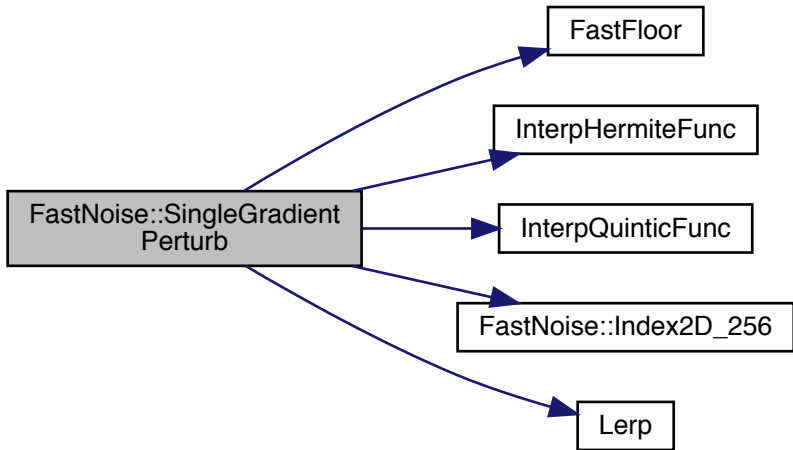 FastFloor
InterpHermiteFunc
FastNoise::SingleGradient
Perturb
InterpQuinticFunc
FastNoise::Index2D_256
Lerp